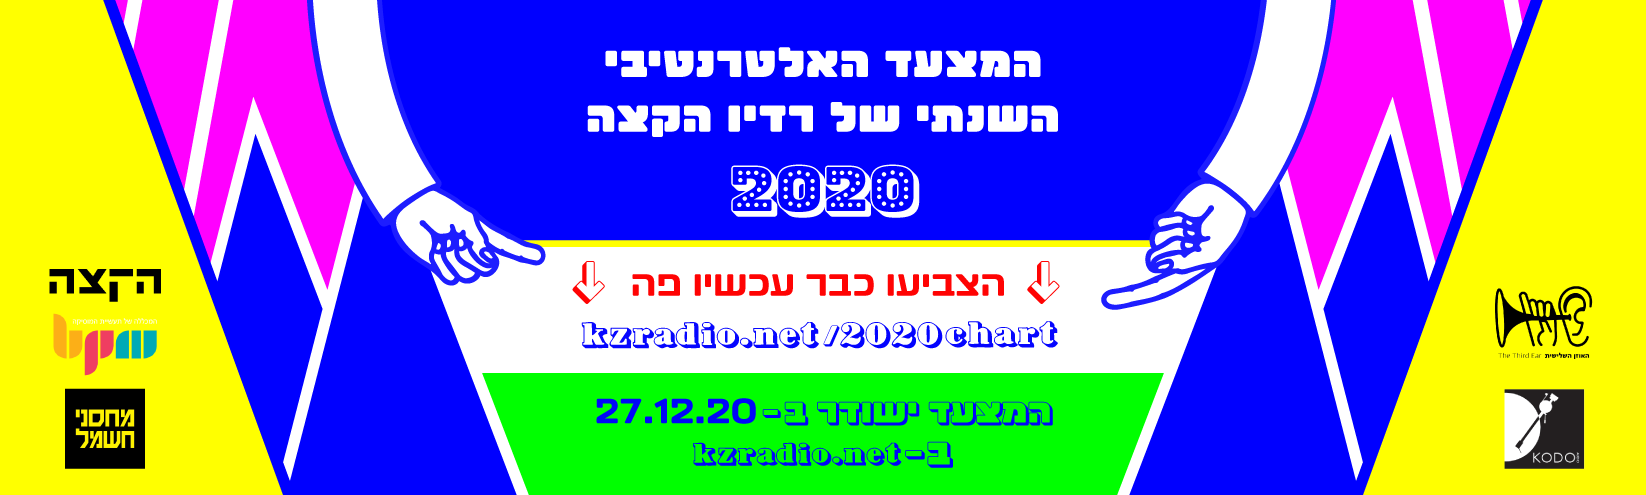 המצעד האלטרנטיבי
השנתי של רדיו הקצה
2020
הצביעו כבר עכשיו פה
kzradio.net/2020chart
המצעד ישודר ב-27.12.20
ב-kzradio.net
הקצה
bpm
מחסני
חשמל
The Third Ear האוזן השלישית
KODO